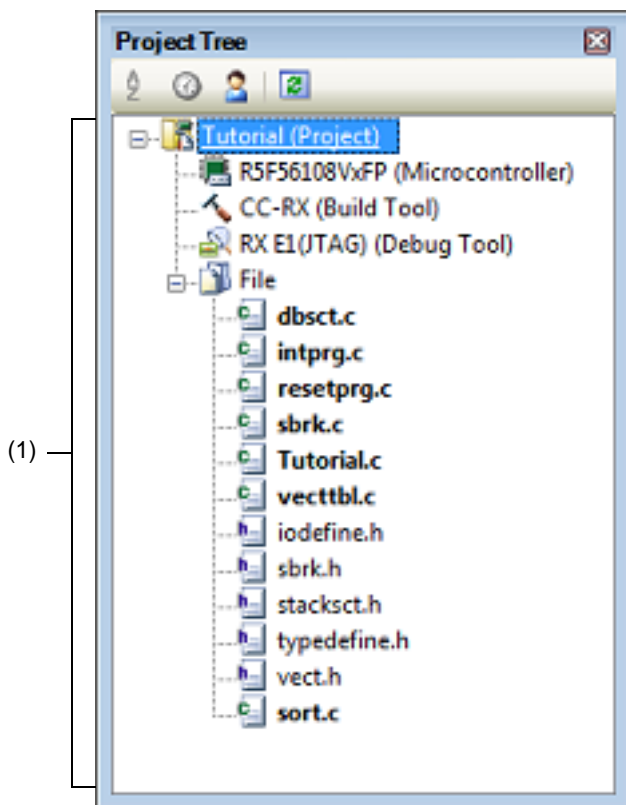 Project Tree
Tutorial (Project)
R5F56108VxFP (Microcontroller)
CC-RX (Build Tool)
RX E1(JTAG) (Debug Tool)
File
dbsct.c
intprg.c
resetprg.c
sbrk.c
(1)
Tutorial.c
vecttbl.c
iodefine.h
sbrk.h
stacksct.h
typedefine.h
vect.h
sort.c